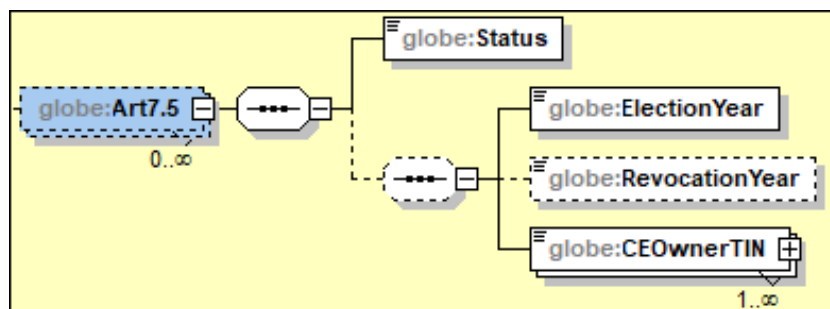 globe:Status
globe:Art7.5
0..∞
globe:ElectionYear
globe:RevocationYear
globe:CEOwnerTIN
1..∞